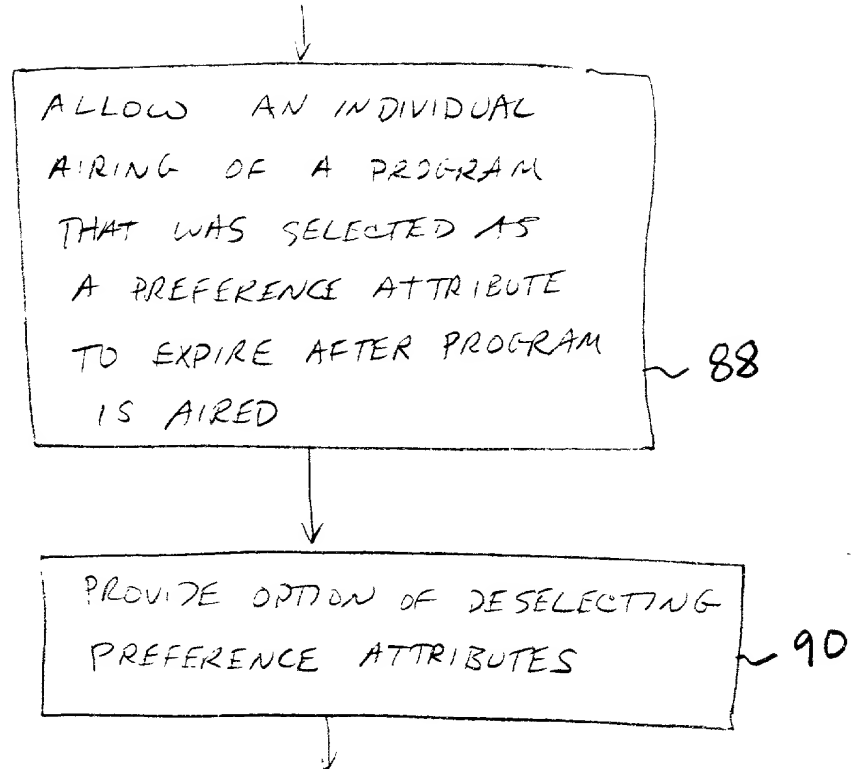 ALLOW AN INDIVIDUAL
AIRING OF A PROGRAM
THAT WAS SELECTED AS
A PREFERENCE ATTRIBUTE
TO EXPIRE AFTER PROGRAM
IS AIRED
88
PROVIDE OPTION OF DESELECTING
PREFERENCE ATTRIBUTES
90